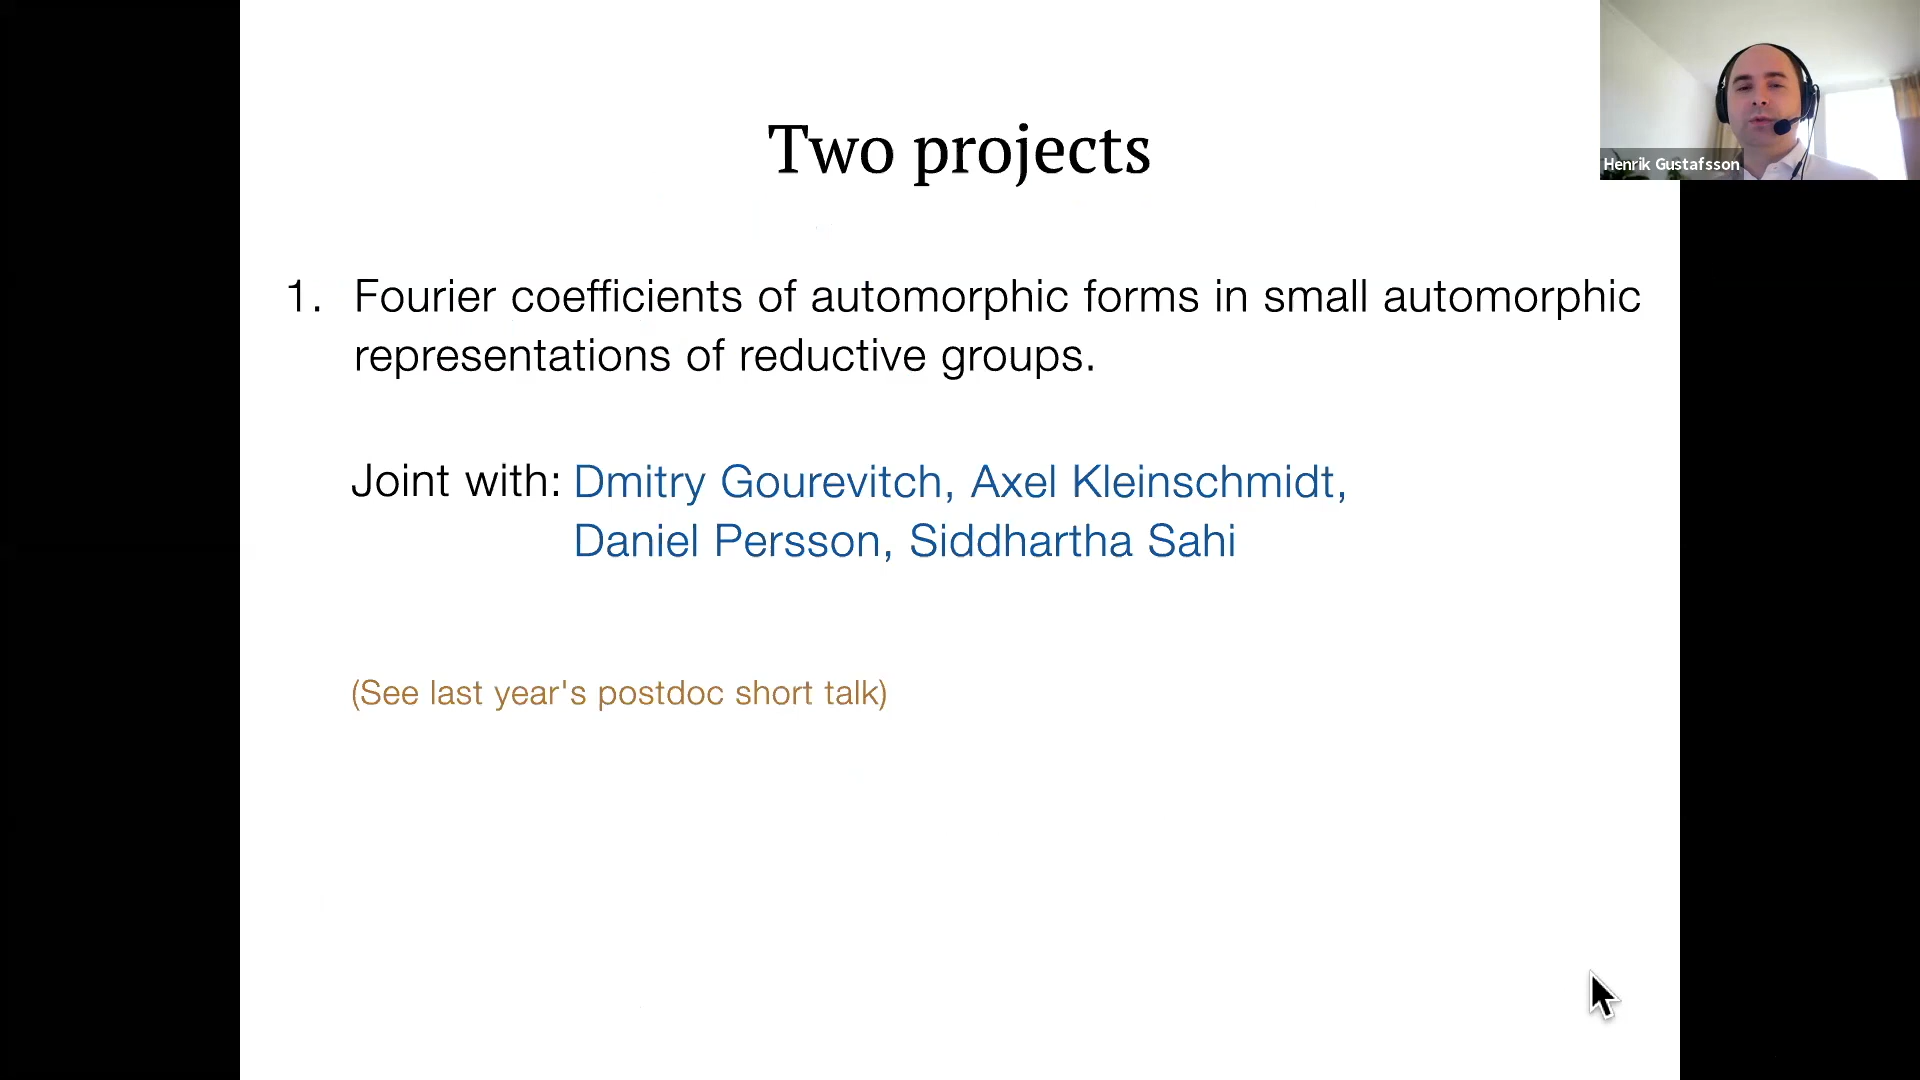 Two projects
Henrik Gustafsson
1. Fourier coefficients of automorphic forms in small automorphic
representations of reductive groups.
Joint with: Dmitry Gourevitch, Axel Kleinschmidt,
Daniel Persson, Siddhartha Sahi
(See last year's postdoc short talk)